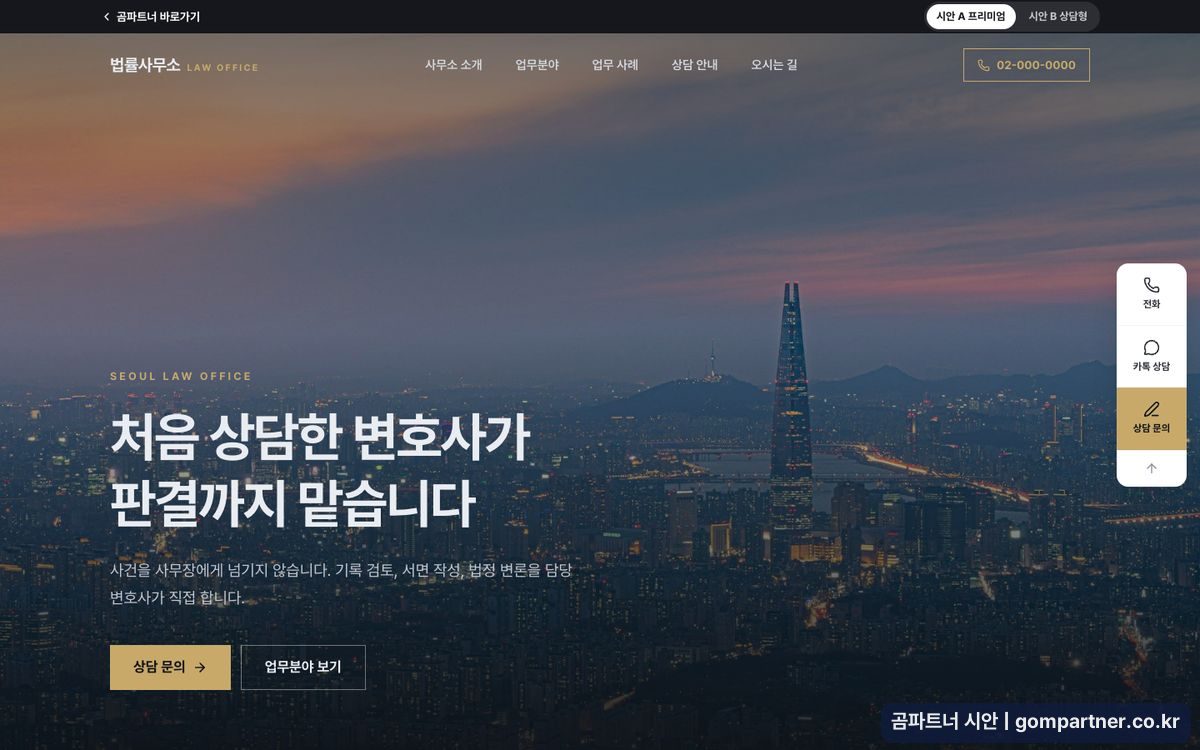 곰파트너 바로가기
시안 A 프리미엄
시안 B 상담형
법률사무소 LAW OFFICE
사무소 소개
업무분야
업무 사례
상담 안내
오시는 길
02-000-0000
전화
카톡 상담
상담 문의
SEOUL LAW OFFICE
처음 상담한 변호사가
판결까지 맡습니다
사건을 사무장에게 넘기지 않습니다. 기록 검토, 서면 작성, 법정 변론을 담당
변호사가 직접 합니다.
상담 문의
업무분야 보기
곰파트너 시안 | gompartner.co.kr